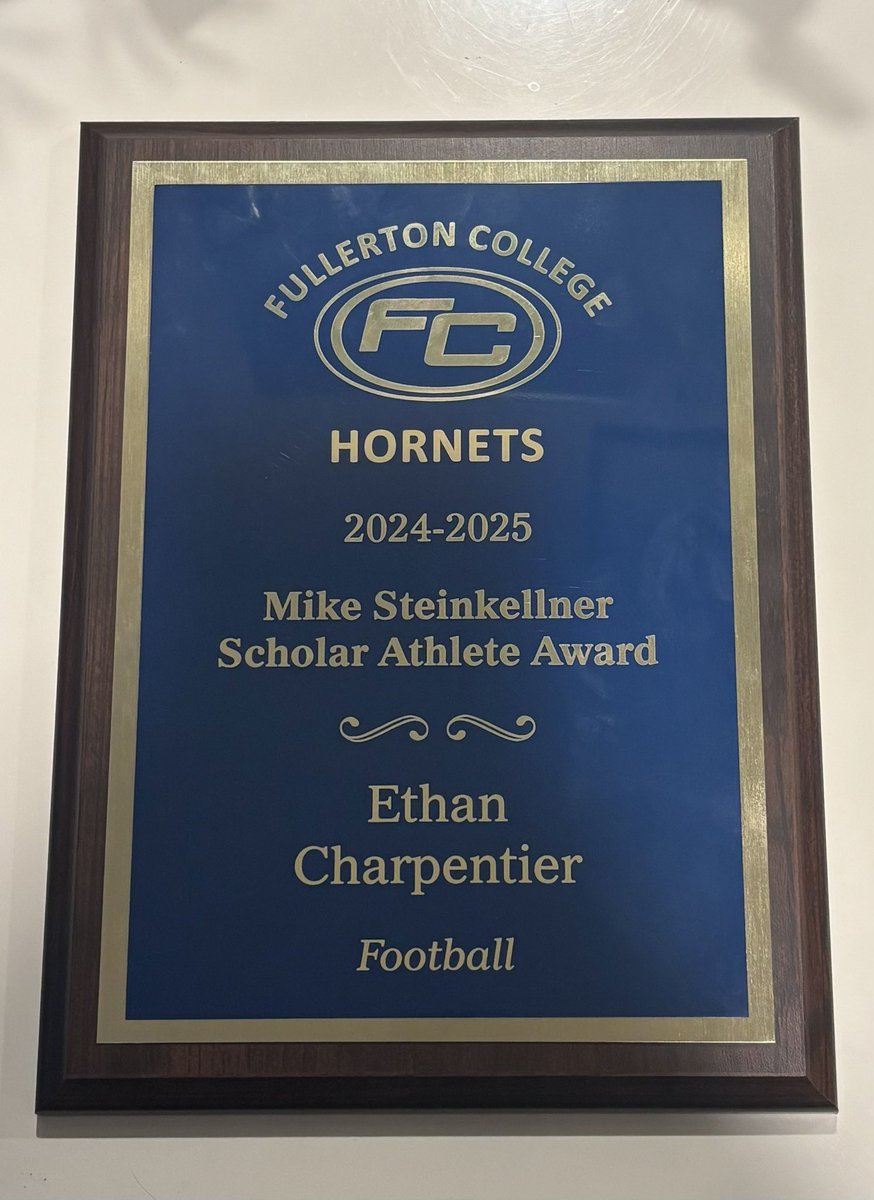 FULLERTON COLLEGE
FC
HORNETS
2024-2025
Mike Steinkellner
Scholar Athlete Award
Ethan
Charpentier
Football